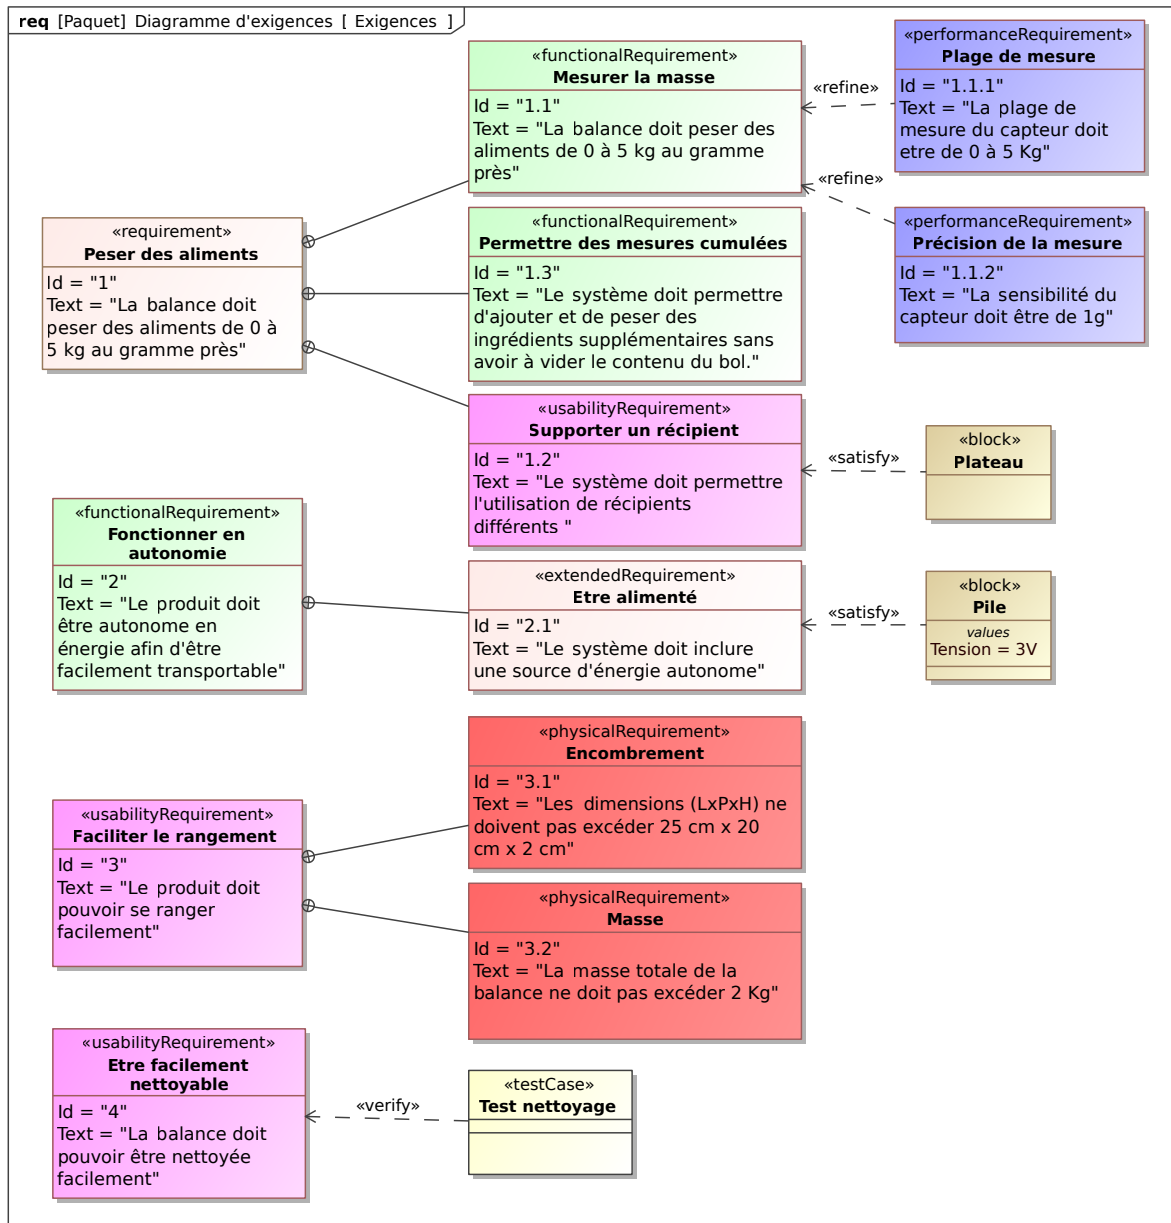 req [Paquet] Diagramme d'exigences [ Exigences ]
«functionalRequirement»
Mesurer la masse
Id = "1.1"
Text = "La balance doit peser des
aliments de 0 à 5 kg au gramme
près"
«refine»
«performanceRequirement»
Plage de mesure
Id = "1.1.1"
Text = "La plage de
mesure du capteur doit
etre de 0 à 5 Kg"
«refine»
«performanceRequirement»
Précision de la mesure
Id = "1.1.2"
Text = "La sensibilité du
capteur doit être de 1g"
«requirement»
Peser des aliments
Id = "1"
Text = "La balance doit
peser des aliments de 0 à
5 kg au gramme près"
«functionalRequirement»
Permettre des mesures cumulées
Id = "1.3"
Text = "Le système doit permettre
d'ajouter et de peser des
ingrédients supplémentaires sans
avoir à vider le contenu du bol."
«usabilityRequirement»
Supporter un récipient
Id = "1.2"
Text = "Le système doit permettre
l'utilisation de récipients
différents "
«satisfy»
«block»
Plateau
«functionalRequirement»
Fonctionner en
autonomie
Id = "2"
Text = "Le produit doit
être autonome en
énergie afin d'être
facilement transportable"
«extendedRequirement»
Etre alimenté
Id = "2.1"
Text = "Le système doit inclure
une source d'énergie autonome"
«satisfy»
«block»
Pile
values
Tension = 3V
«physicalRequirement»
Encombrement
Id = "3.1"
Text = "Les dimensions (LxPxH) ne
doivent pas excéder 25 cm x 20
cm x 2 cm"
«usabilityRequirement»
Faciliter le rangement
Id = "3"
Text = "Le produit doit
pouvoir se ranger
facilement"
«physicalRequirement»
Masse
Id = "3.2"
Text = "La masse totale de la
balance ne doit pas excéder 2 Kg"
«usabilityRequirement»
Etre facilement
nettoyable
Id = "4"
Text = "La balance doit
pouvoir être nettoyée
facilement"
«verify»
«testCase»
Test nettoyage